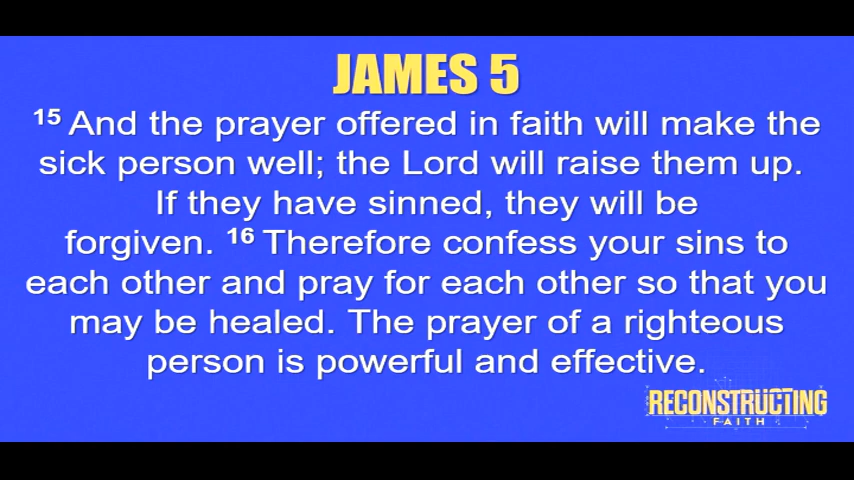 JAMES 5
15 And the prayer offered in faith will make the
sick person well; the Lord will raise them up.
If they have sinned, they will be
forgiven. 16 Therefore confess your sins to
each other and pray for each other so that you
may be healed. The prayer of a righteous
person is powerful and effective.
RECONSTRUCTING
FAITH